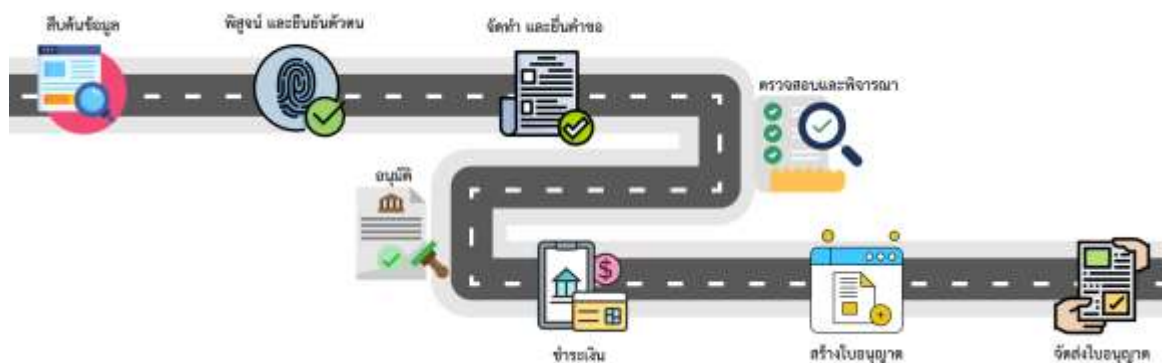 สืบค้นข้อมูล
พิสูจน์ และยืนยันตัวตน
จัดทำ และยื่นคำขอ
ตรวจสอบและพิจารณา
อนุมัติ
ชำระเงิน
สร้างใบอนุญาต
จัดส่งใบอนุญาต